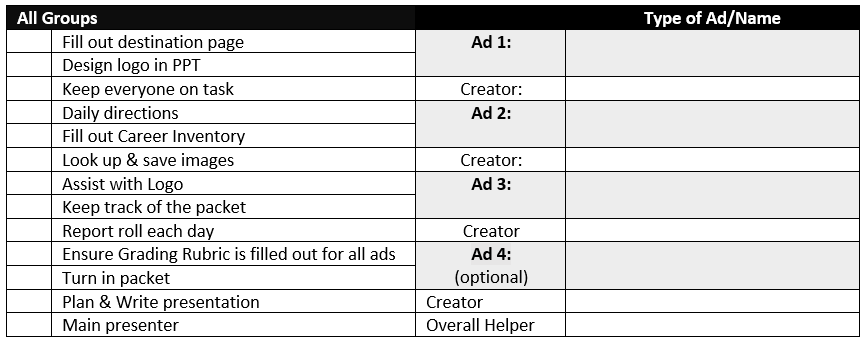 All Groups Type of Ad/Name
Fill out destination page Ad 1:
Design logo in PPT
Keep everyone on task Creator:
Daily directions Ad 2:
Fill out Career Inventory
Look up & save images Creator:
Assist with Logo Ad 3:
Keep track of the packet
Report roll each day Creator
Ensure Grading Rubric is filled out for all ads Ad 4:
Turn in packet (optional)
Plan & Write presentation Creator
Main presenter Overall Helper